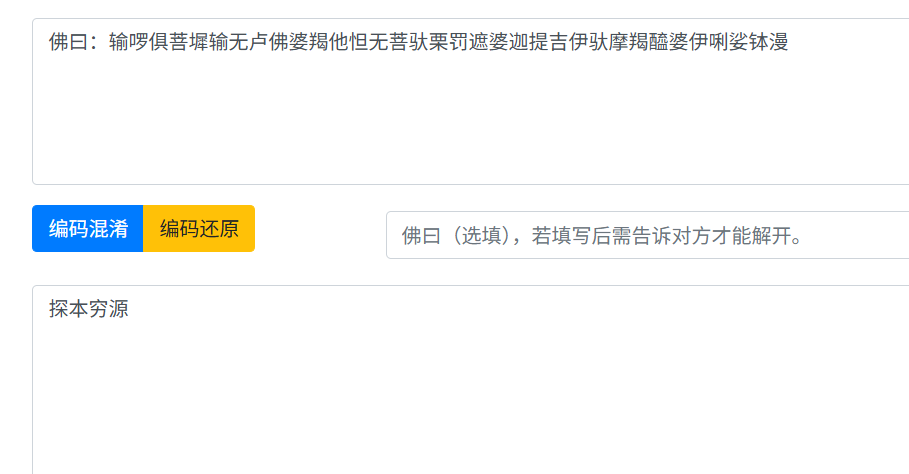 佛曰：输啰俱菩墀输无卢佛婆羯他怛无菩驮栗罚遮婆迦提吉伊驮摩羯醯婆伊唎娑钵漫
编码混淆
编码还原
佛曰（选填），若填写后需告诉对方才能解开。
探本穷源